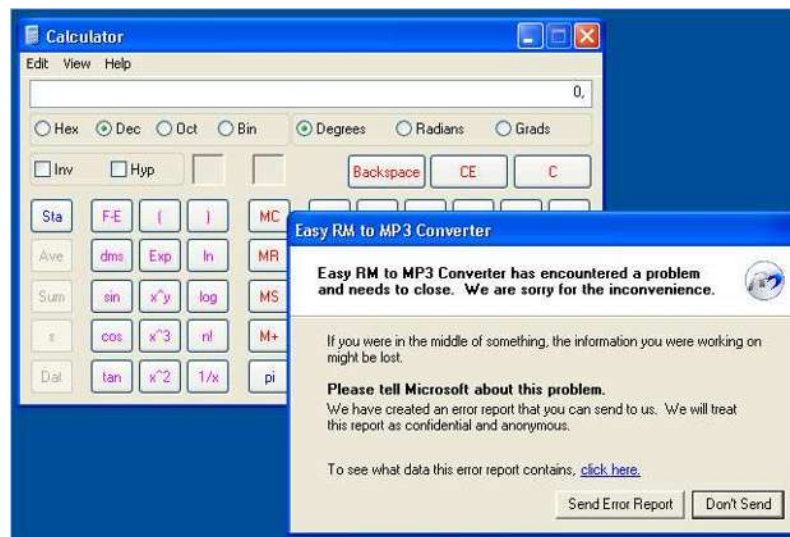 Calculator
Edit View Help
0,
Hex Dec Oct Bin Degrees Radians Grads
Inv Hyp Backspace CE C
Sta F-E ( ) MC
Ave dms Exp ln MR
Sum sin x^y log MS
s cos x^3 n! M+
Dat tan x^2 1/x pi
Easy RM to MP3 Converter
Easy RM to MP3 Converter has encountered a problem
and needs to close. We are sorry for the inconvenience.
If you were in the middle of something, the information you were working on
might be lost.
Please tell Microsoft about this problem.
We have created an error report that you can send to us. We will treat
this report as confidential and anonymous.
To see what data this error report contains, click here.
Send Error Report Don't Send